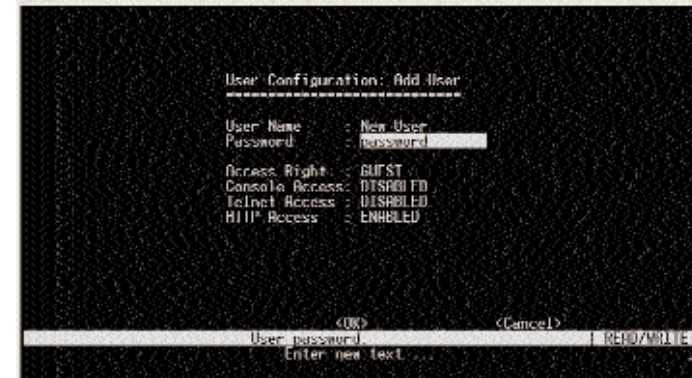 User Configuration: Add User
===========================
User Name : New User
Password : password
Access Right : GUEST
Console Access: DISABLED
Telnet Access : DISABLED
HTTP Access : ENABLED
<OK> <Cancel>
User password. | READ/WRITE
Enter new text ...